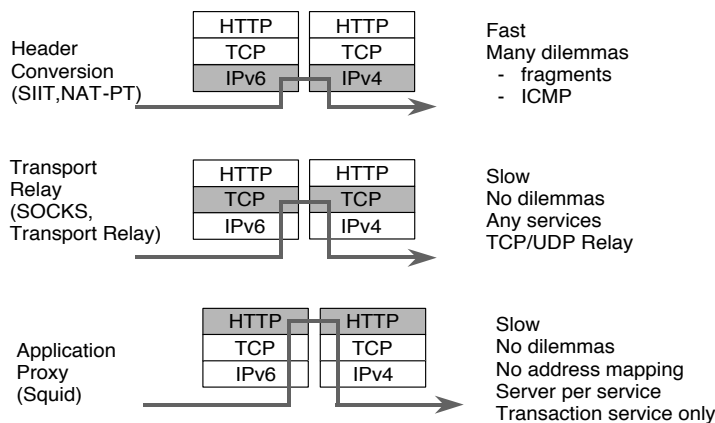 Header
Conversion
(SIIT,NAT-PT)
HTTP HTTP
TCP TCP
IPv6 IPv4
Fast
Many dilemmas
- fragments
- ICMP
Transport
Relay
(SOCKS,
Transport Relay)
HTTP HTTP
TCP TCP
IPv6 IPv4
Slow
No dilemmas
Any services
TCP/UDP Relay
Application
Proxy
(Squid)
HTTP HTTP
TCP TCP
IPv6 IPv4
Slow
No dilemmas
No address mapping
Server per service
Transaction service only